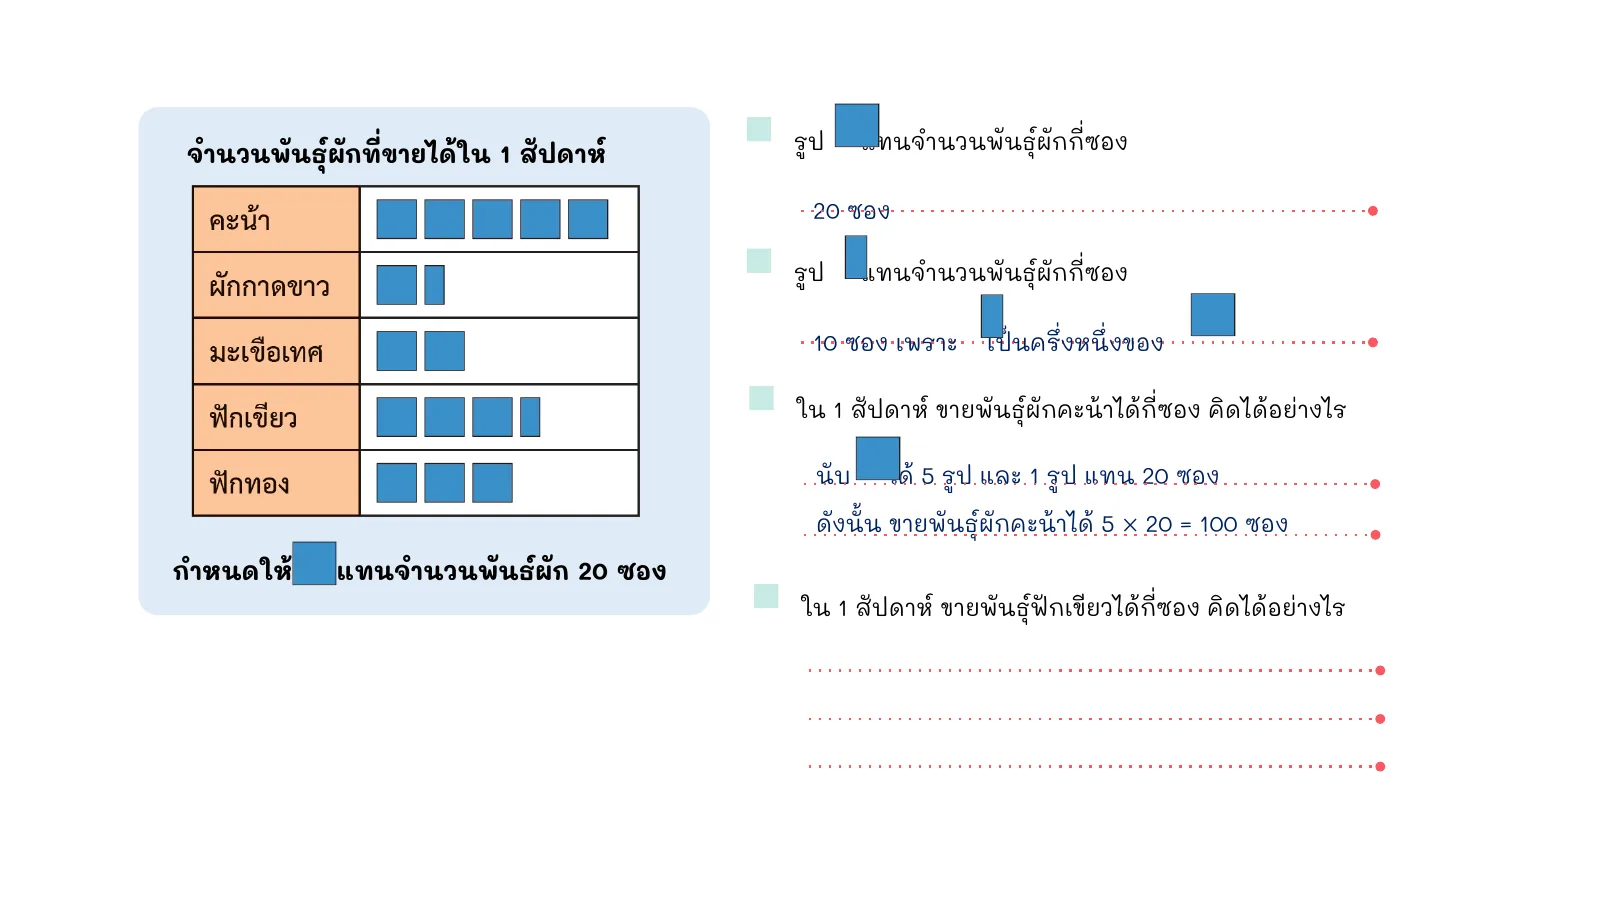 จำนวนพันธุ์ผักที่ขายได้ใน 1 สัปดาห์
คะน้า
ผักกาดขาว
มะเขือเทศ
ฟักเขียว
ฟักทอง
กำหนดให้ แทนจำนวนพันธ์ผัก 20 ซอง
รูป แทนจำนวนพันธุ์ผักกี่ซอง
20 ซอง
รูป แทนจำนวนพันธุ์ผักกี่ซอง
10 ซอง เพราะ เป็นครึ่งหนึ่งของ
ใน 1 สัปดาห์ ขายพันธุ์ผักคะน้าได้กี่ซอง คิดได้อย่างไร
นับ ได้ 5 รูป และ 1 รูป แทน 20 ซอง
ดังนั้น ขายพันธุ์ผักคะน้าได้ 5 × 20 = 100 ซอง
ใน 1 สัปดาห์ ขายพันธุ์ฟักเขียวได้กี่ซอง คิดได้อย่างไร